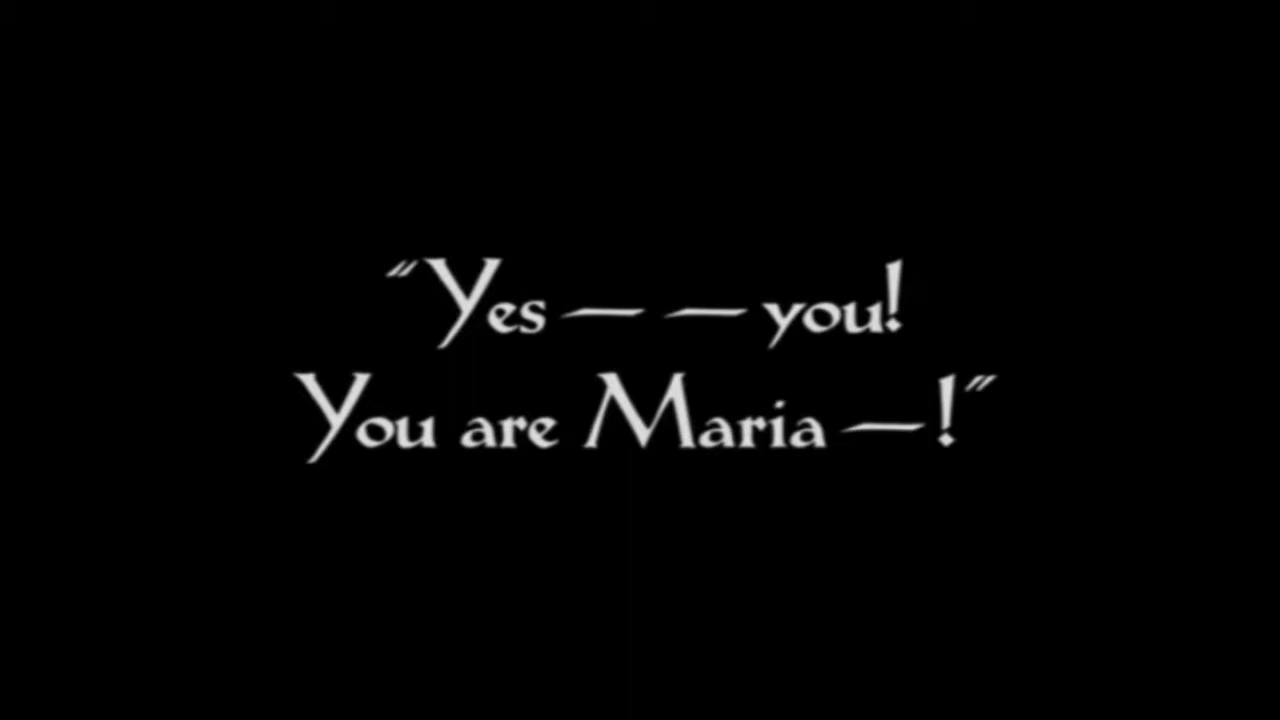 “Yes — — you!
You are Maria —!”